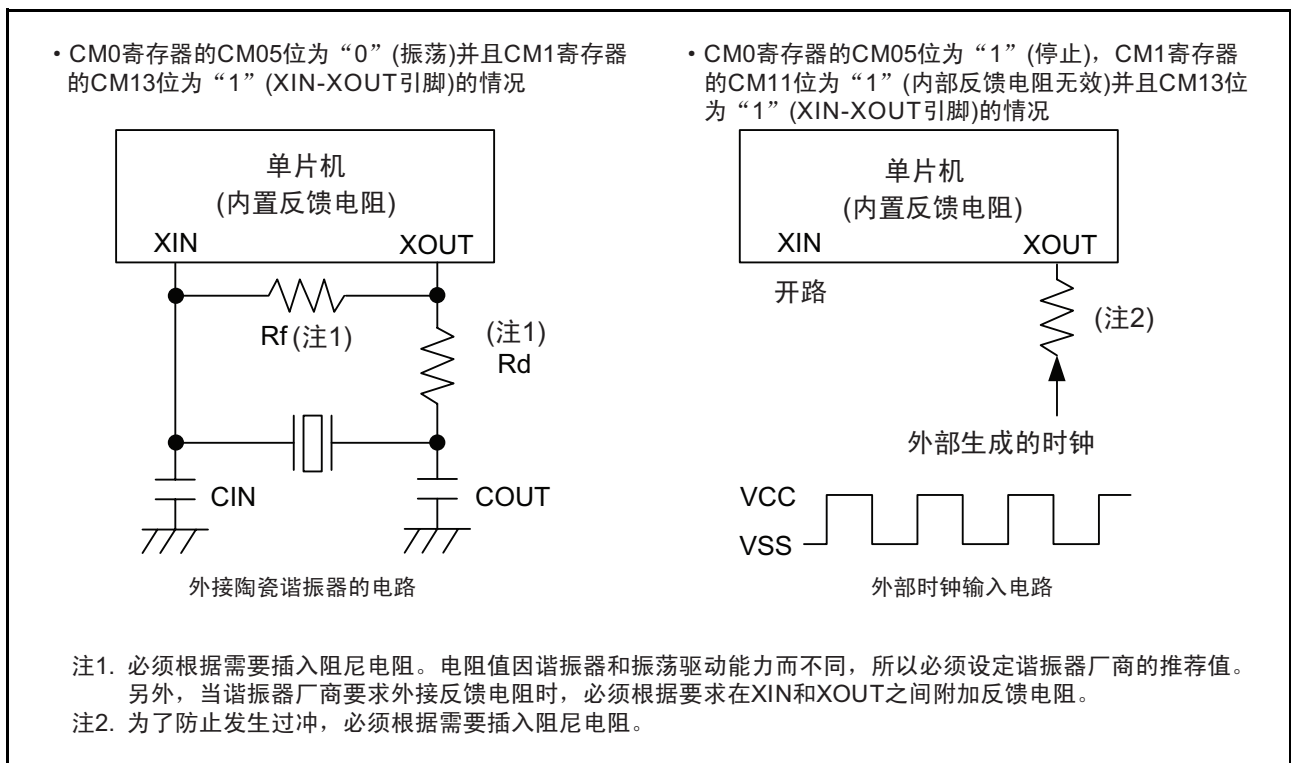 • CM0寄存器的CM05位为“0”(振荡)并且CM1寄存器
的CM13位为“1”(XIN-XOUT引脚)的情况
单片机
(内置反馈电阻)
XIN
XOUT
Rf (注1)
(注1)
Rd
CIN
COUT
外接陶瓷谐振器的电路
• CM0寄存器的CM05位为“1”(停止)，CM1寄存器
的CM11位为“1”(内部反馈电阻无效)并且CM13位
为“1”(XIN-XOUT引脚)的情况
单片机
(内置反馈电阻)
XIN
XOUT
开路
(注2)
外部生成的时钟
VCC
VSS
外部时钟输入电路
注1. 必须根据需要插入阻尼电阻。电阻值因谐振器和振荡驱动能力而不同，所以必须设定谐振器厂商的推荐值。
另外，当谐振器厂商要求外接反馈电阻时，必须根据要求在XIN和XOUT之间附加反馈电阻。
注2. 为了防止发生过冲，必须根据需要插入阻尼电阻。